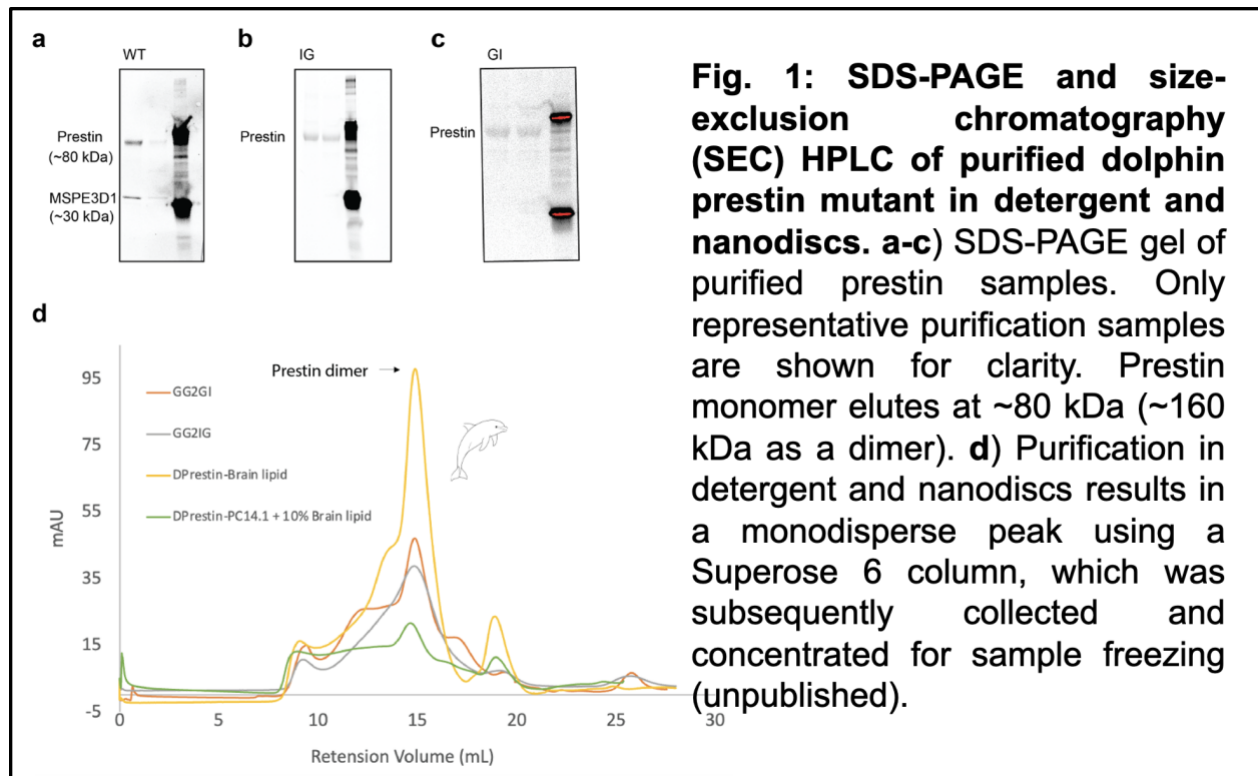 a
WT
Prestin
(~80 kDa)
MSPE3D1
(~30 kDa)
b
IG
Prestin
c
GI
Prestin
d
95
75
55
35
15
-5
mAU
Prestin dimer
GG2GI
GG2IG
DPrestin-Brain lipid
DPrestin-PC14.1 + 10% Brain lipid
0 5 10 15 20 25 30
Retension Volume (mL)
Fig. 1: SDS-PAGE and size-
exclusion chromatography
(SEC) HPLC of purified dolphin
prestin mutant in detergent and
nanodiscs. a-c) SDS-PAGE gel of
purified prestin samples. Only
representative purification samples
are shown for clarity. Prestin
monomer elutes at ~80 kDa (~160
kDa as a dimer). d) Purification in
detergent and nanodiscs results in
a monodisperse peak using a
Superose 6 column, which was
subsequently collected and
concentrated for sample freezing
(unpublished).